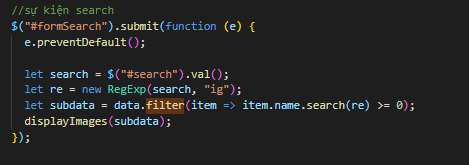 //sự kiện search
$("#formSearch").submit(function (e) {
e.preventDefault();
let search = $("#search").val();
let re = new RegExp(search, "ig");
let subdata = data.filter(item => item.name.search(re) >= 0);
displayImages(subdata);
});